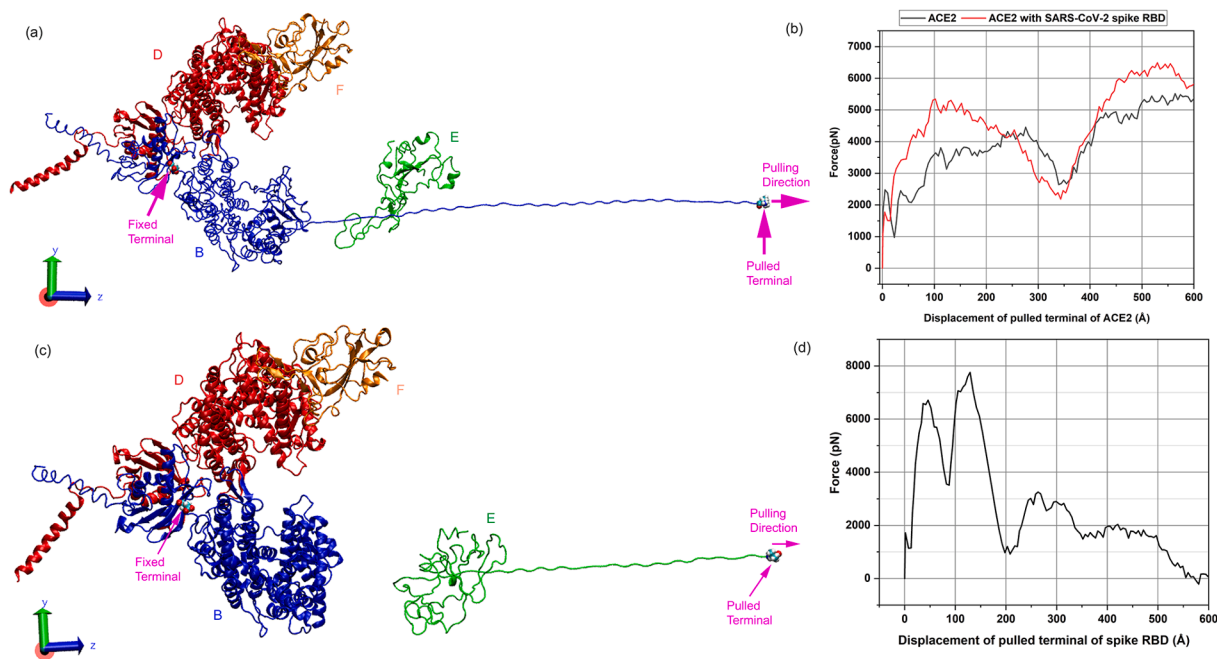 (a)
D
F
E
Pulling
Direction
Fixed
Terminal
B
Pulled
Terminal
y
z
(b)
ACE2
ACE2 with SARS-CoV-2 spike RBD
7000
6000
5000
4000
3000
2000
1000
0
Force(pN)
0
100
200
300
400
500
600
Displacement of pulled terminal of ACE2 (Å)
(c)
D
F
E
Pulling
Direction
Fixed
Terminal
B
Pulled
Terminal
y
z
(d)
8000
6000
4000
2000
0
Force (pN)
0
100
200
300
400
500
600
Displacement of pulled terminal of spike RBD (Å)